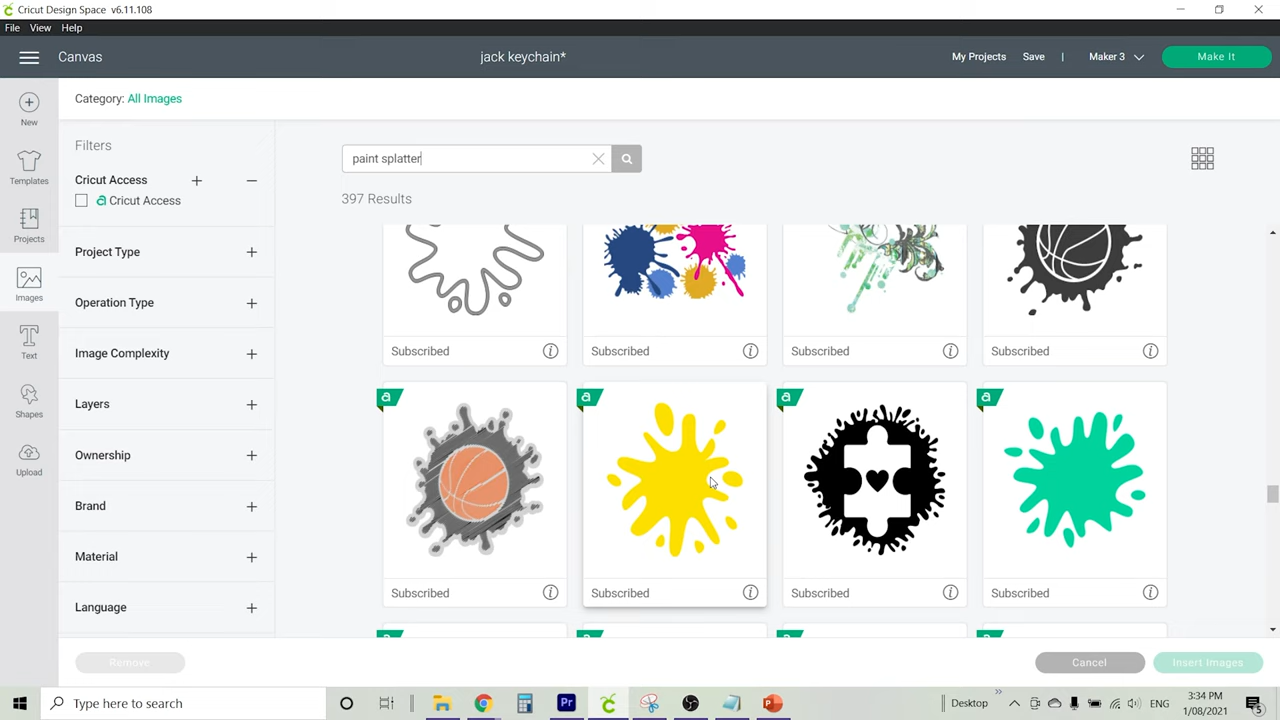 Cricut Design Space v6.11.108
File View Help
Canvas
jack keychain*
My Projects Save | Maker 3 Make It
New
Templates
Projects
Images
Text
Shapes
Upload
Category: All Images
Filters
Cricut Access
a Cricut Access
Project Type
Operation Type
Image Complexity
Layers
Ownership
Brand
Material
Language
paint splatter
397 Results
Subscribed
Subscribed
Subscribed
Subscribed
a
a
a
a
Subscribed
Subscribed
Subscribed
Subscribed
Remove
Cancel Insert Images
Type here to search
Pr
Desktop
ENG
3:34 PM
1/08/2021
5